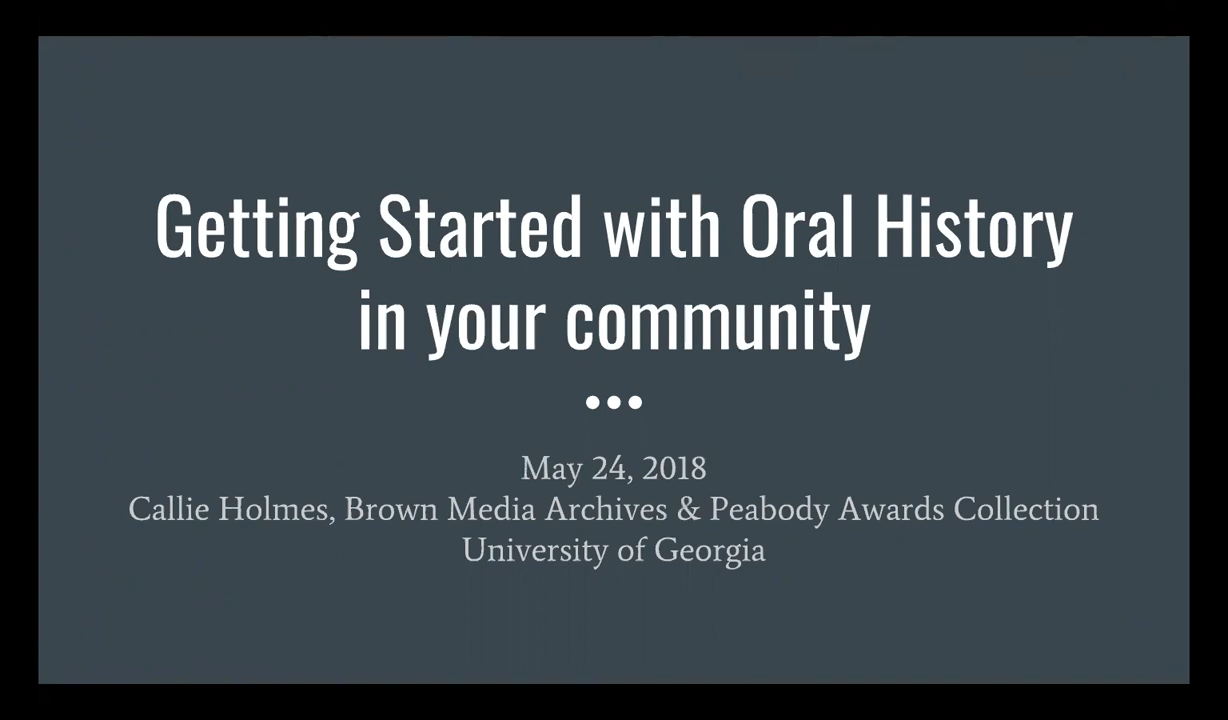 Getting Started with Oral History
in your community
May 24, 2018
Callie Holmes, Brown Media Archives & Peabody Awards Collection
University of Georgia